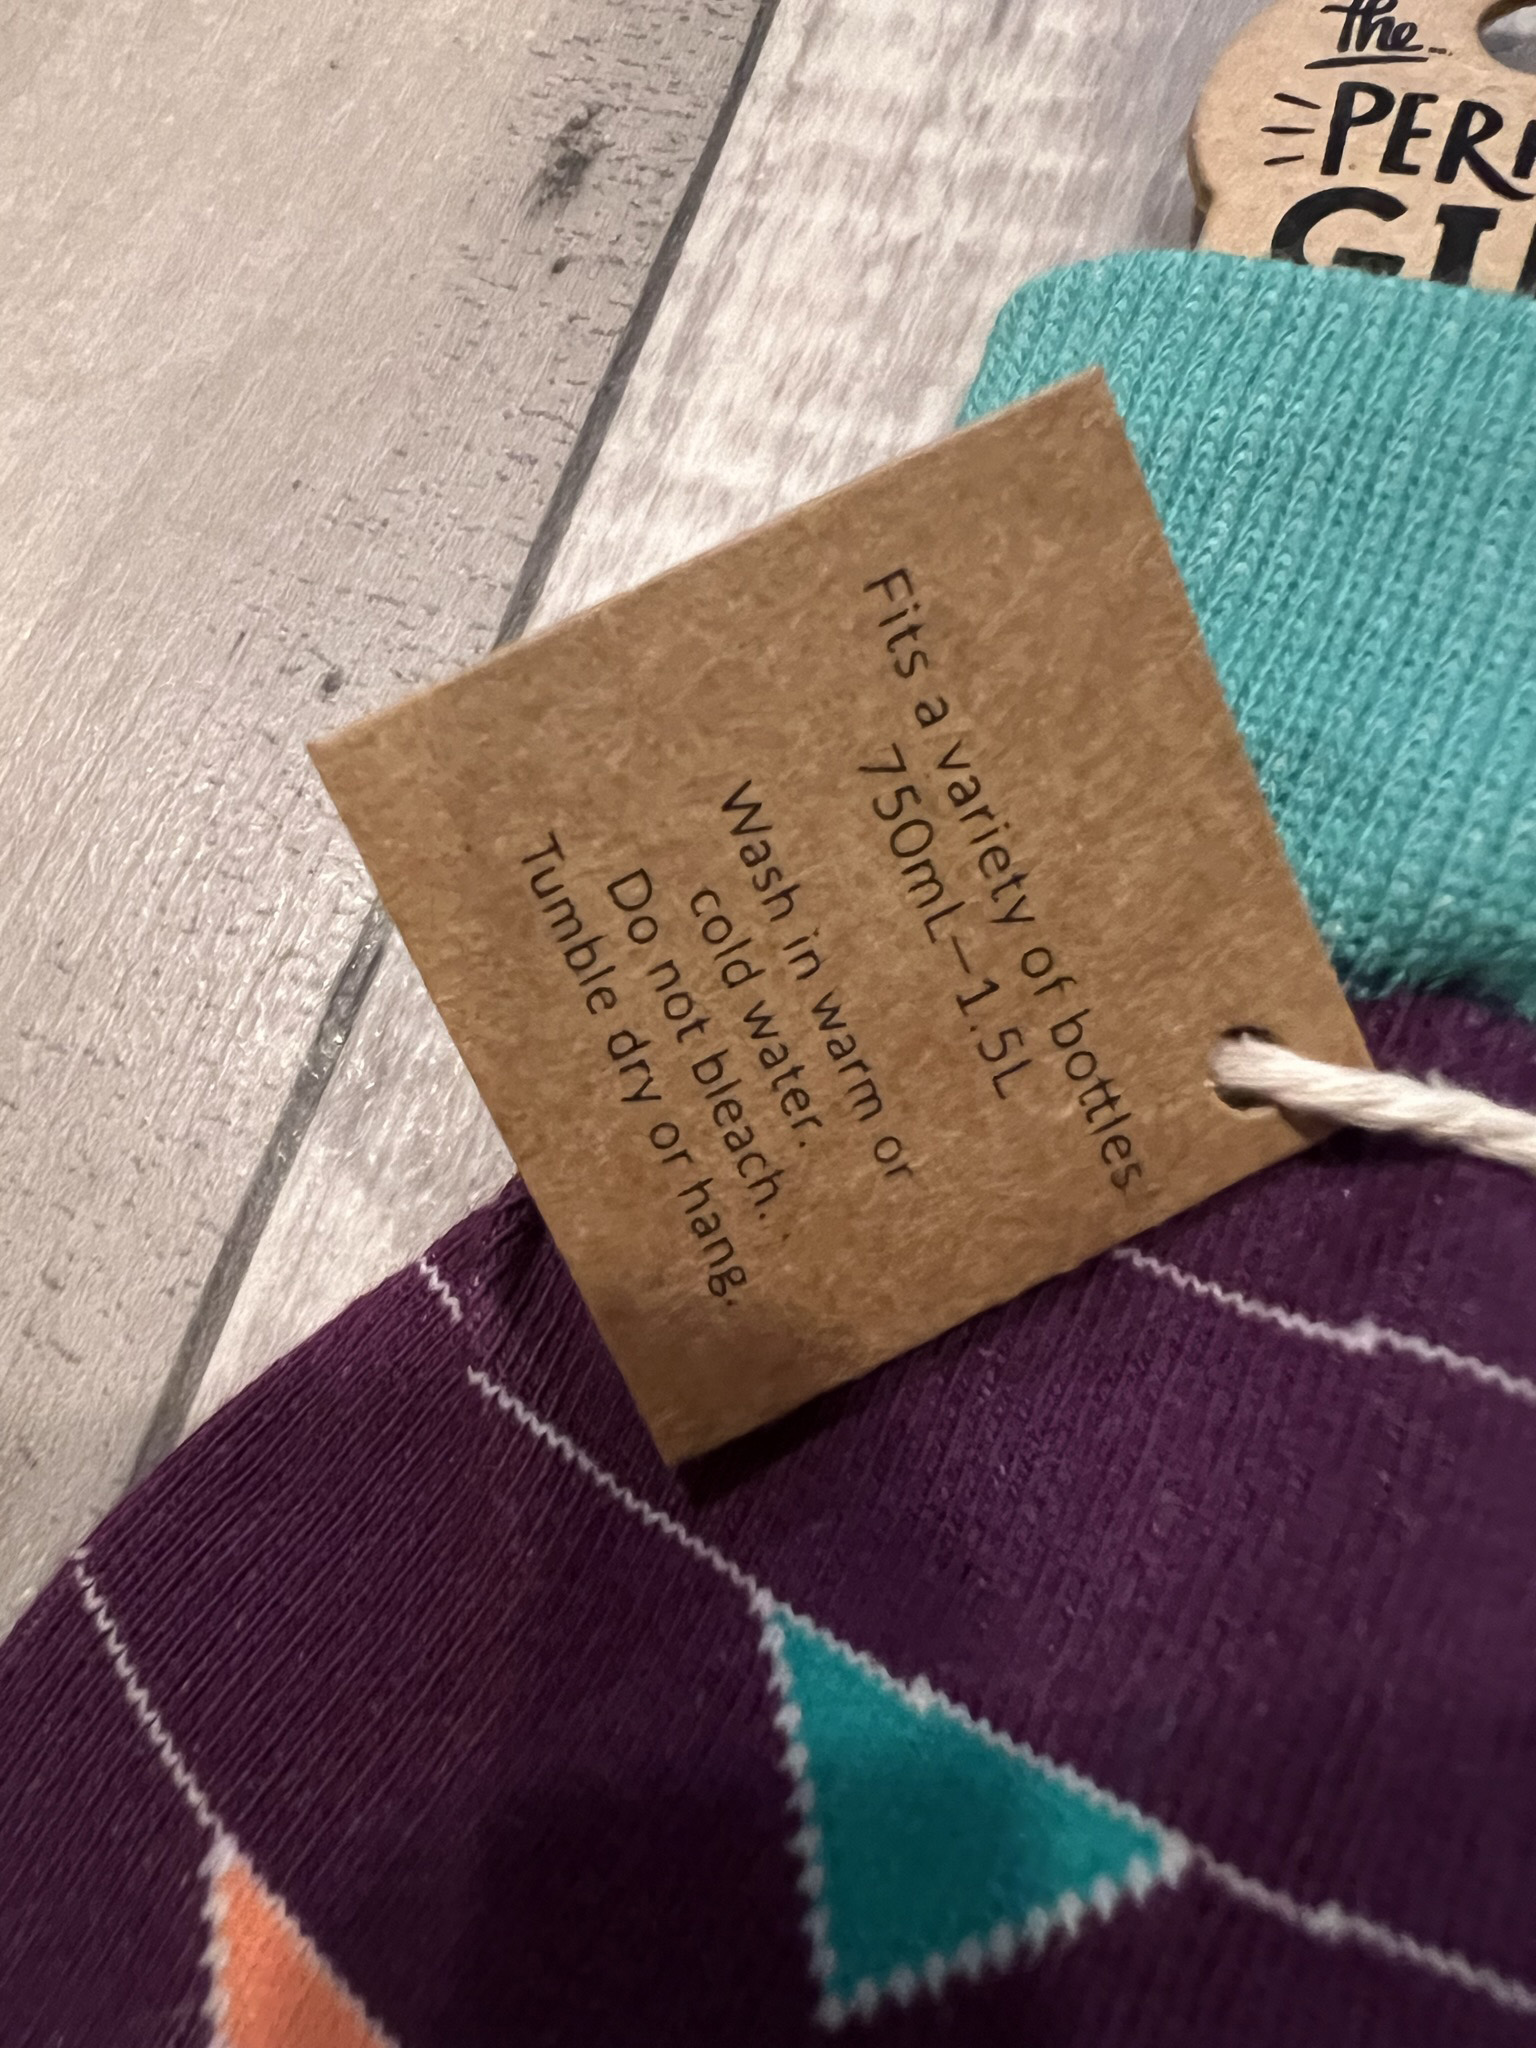 the
Fits a variety of bottles
750mL—1.5L
Wash in warm or
cold water.
Do not bleach.
Tumble dry or hang.